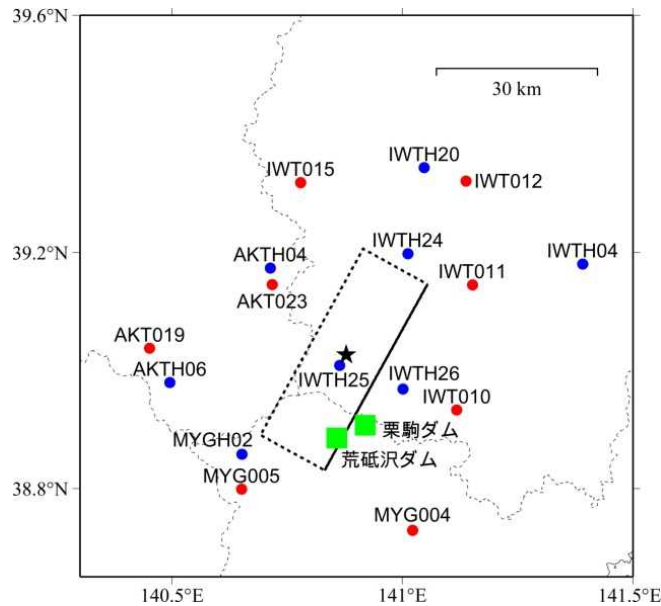 39.6°N
30 km
IWTH20
IWT015
IWT012
IWTH24
IWTH04
39.2°N
AKTH04
IWT011
AKT023
AKT019
IWTH25
IWTH26
AKTH06
IWT010
栗駒ダム
MYGH02
荒砥沢ダム
MYG005
38.8°N
MYG004
140.5°E
141°E
141.5°E